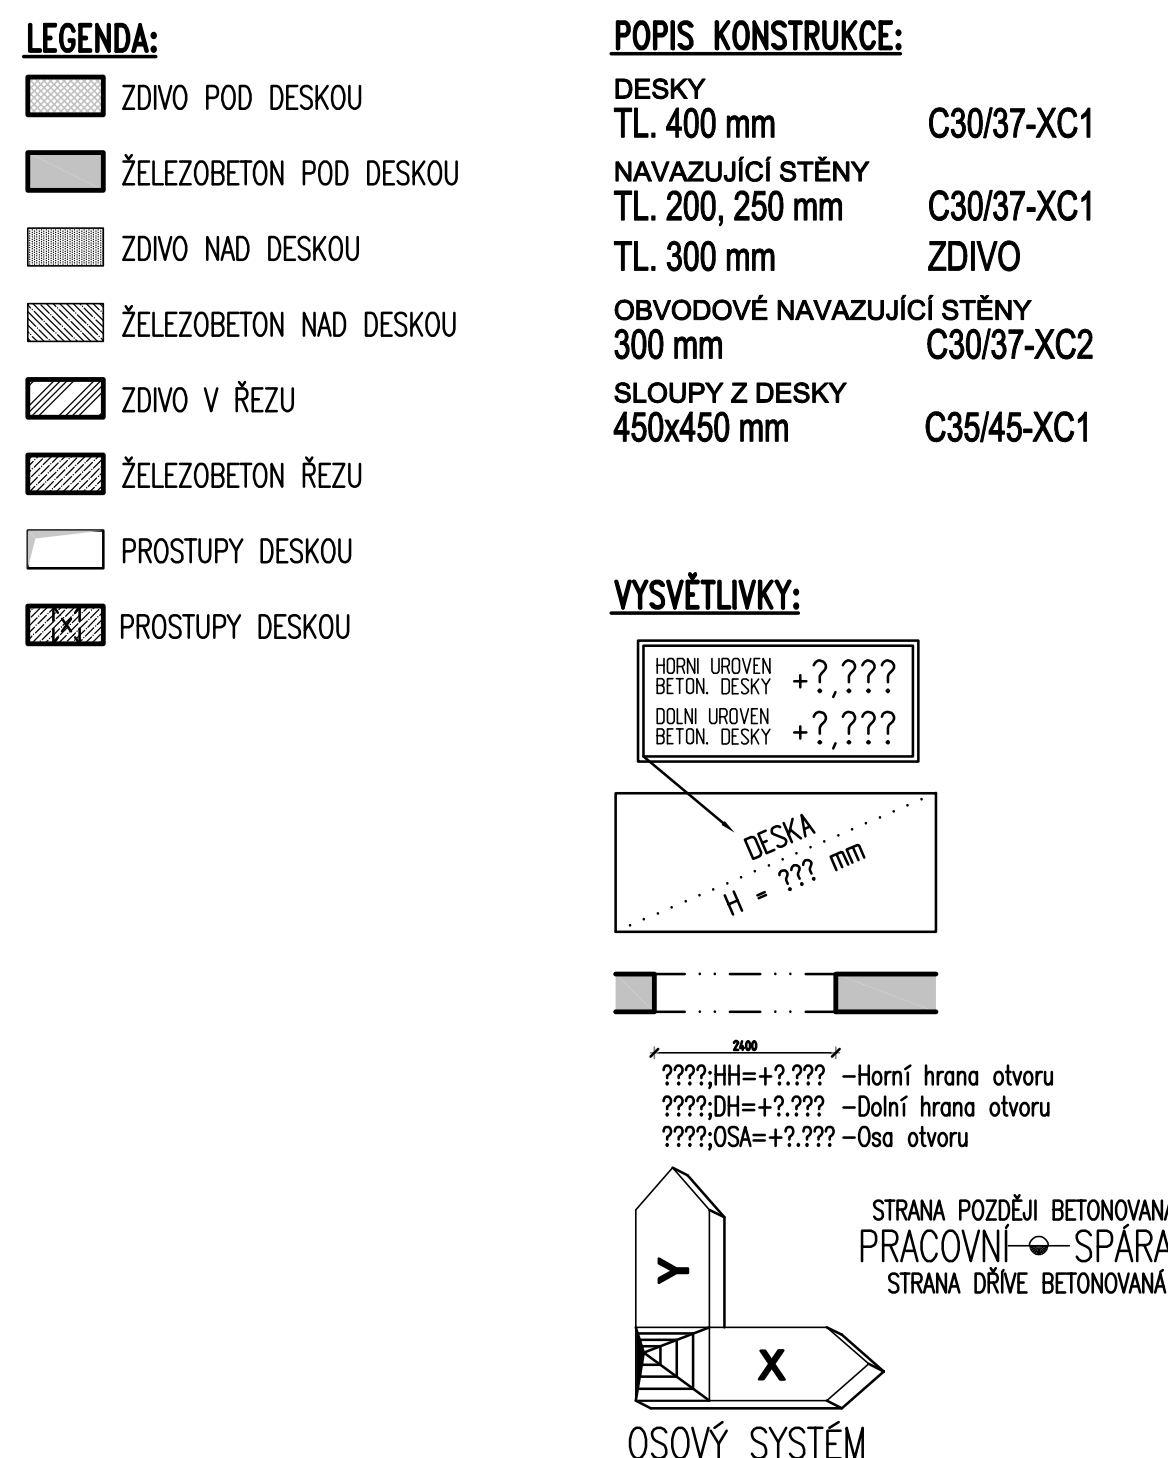 LEGENDA:
ZDIVO POD DESKOU
ŽELEZOBETON POD DESKOU
ZDIVO NAD DESKOU
ŽELEZOBETON NAD DESKOU
ZDIVO V ŘEZU
ŽELEZOBETON ŘEZU
PROSTUPY DESKOU
X
PROSTUPY DESKOU
POPIS KONSTRUKCE:
DESKY
TL. 400 mm C30/37-XC1
NAVAZUJÍCÍ STĚNY
TL. 200, 250 mm C30/37-XC1
TL. 300 mm ZDIVO
OBVODOVÉ NAVAZUJÍCÍ STĚNY
300 mm C30/37-XC2
SLOUPY Z DESKY
450x450 mm C35/45-XC1
VYSVĚTLIVKY:
HORNI UROVEN
BETON. DESKY +?,???
DOLNI UROVEN
BETON. DESKY +?,???
DESKA
H = ??? mm
2400
????;HH=+?.??? -Horní hrana otvoru
????;DH=+?.??? -Dolní hrana otvoru
????;OSA=+?.??? -Osa otvoru
STRANA POZDĚJI BETONOVANÁ
PRACOVNÍ SPÁRA
STRANA DŘÍVE BETONOVANÁ
Y
X
OSOVÝ SYSTÉM